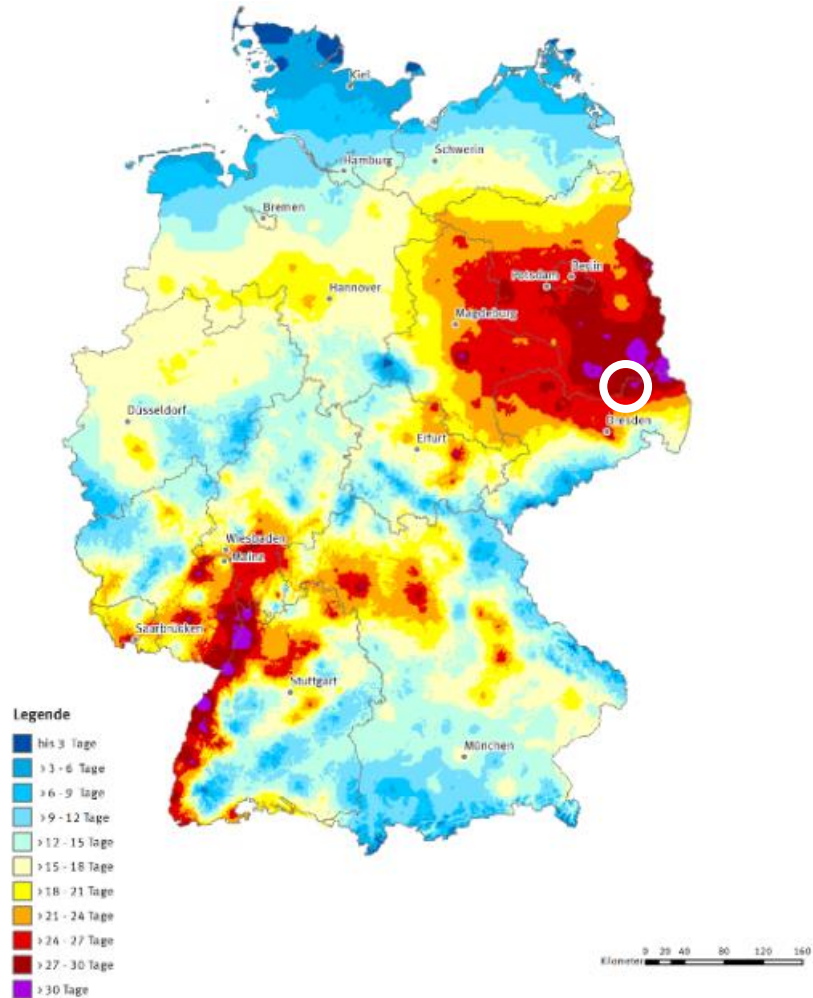 Kiel
Schwerin
Hamburg
Bremen
Berlin
Potsdam
Hannover
Magdeburg
Düsseldorf
Dresden
Erfurt
Wiesbaden
Mainz
Saarbrücken
Stuttgart
München
Legende
bis 3 Tage
> 3 - 6 Tage
> 6 - 9 Tage
> 9 - 12 Tage
> 12 - 15 Tage
> 15 - 18 Tage
> 18 - 21 Tage
> 21 - 24 Tage
> 24 - 27 Tage
> 27 - 30 Tage
> 30 Tage
0 20 40 80 120 160
Kilometer